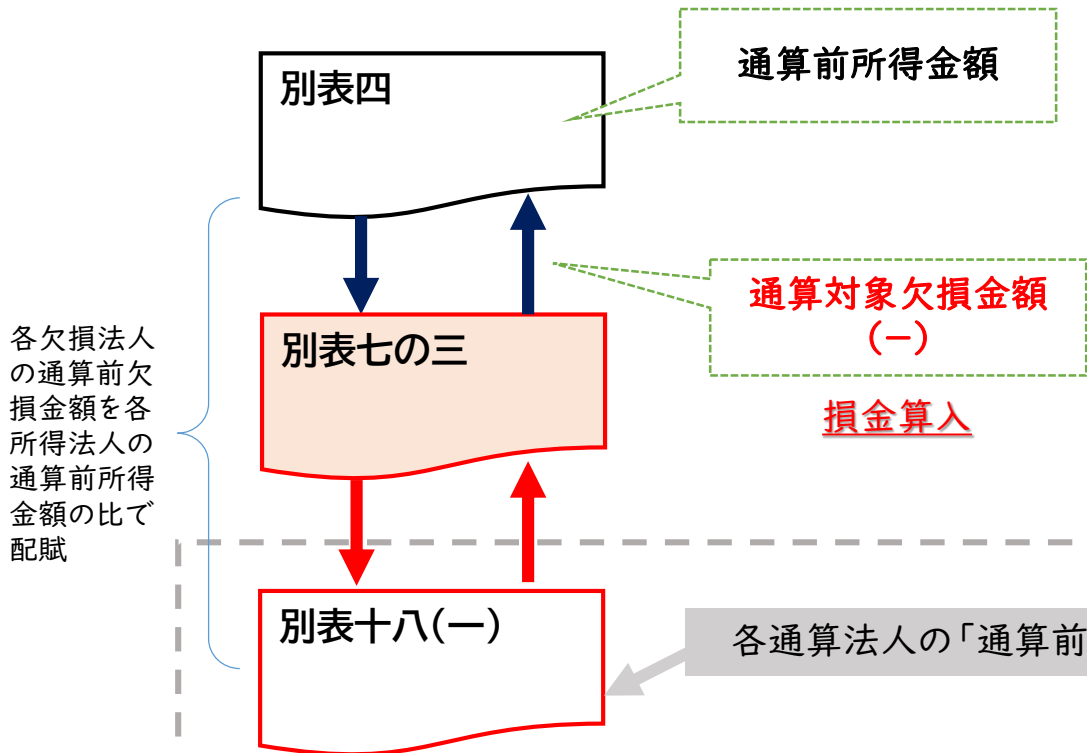 通算前所得金額
別表四
通算対象欠損金額
(－)
損金算入
別表七の三
各欠損法人
の通算前欠
損金額を各
所得法人の
通算前所得
金額の比で
配賦
別表十八(一)
各通算法人の「通算前